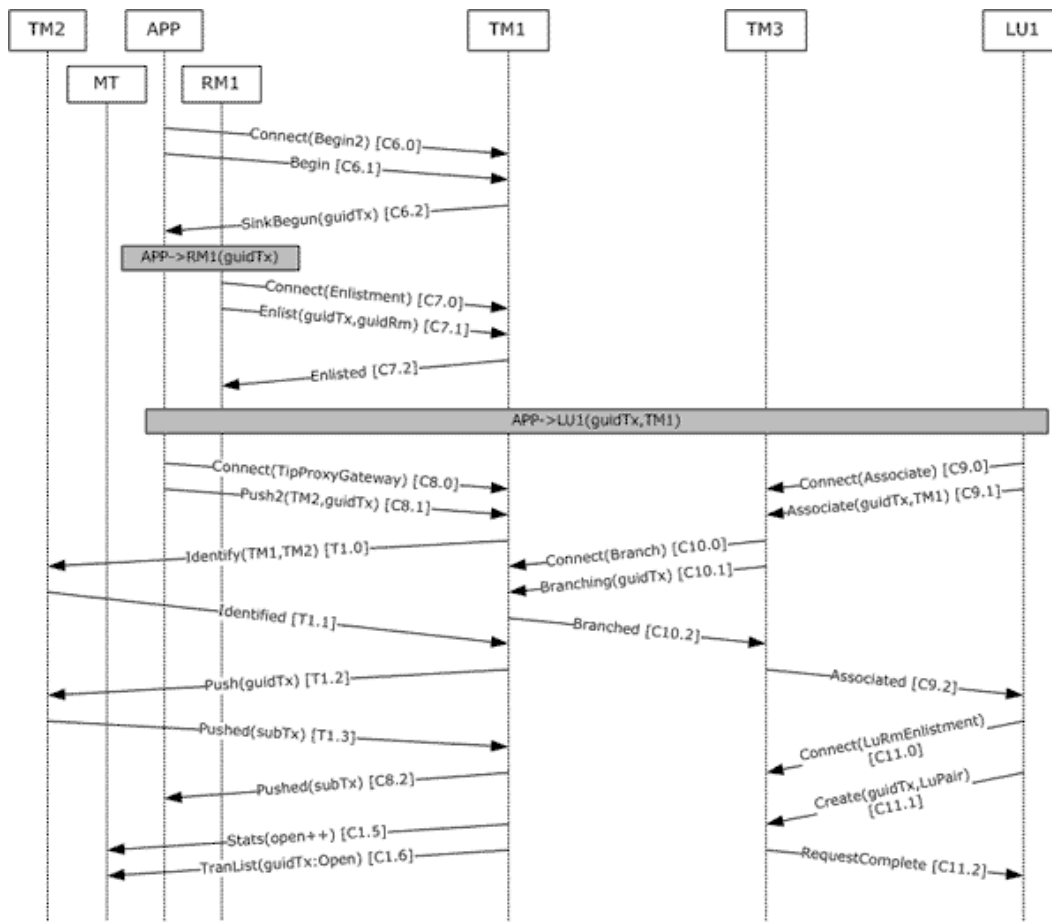 TM2 APP TM1 TM3 LU1
MT RM1
Connect(Begin2) [C6.0]
Begin [C6.1]
SinkBegun(guidTx) [C6.2]
APP->RM1(guidTx)
Connect(Enlistment) [C7.0]
Enlist(guidTx,guidRm) [C7.1]
Enlisted [C7.2]
APP->LU1(guidTx,TM1)
Connect(TipProxyGateway) [C8.0]
Connect(Associate) [C9.0]
Push2(TM2,guidTx) [C8.1]
Associate(guidTx,TM1) [C9.1]
Identify(TM1,TM2) [T1.0]
Connect(Branch) [C10.0]
Branching(guidTx) [C10.1]
Identified [T1.1]
Branched [C10.2]
Push(guidTx) [T1.2]
Associated [C9.2]
Pushed(subTx) [T1.3]
Connect(LuRmEnlistment)
[C11.0]
Pushed(subTx) [C8.2]
Create(guidTx,LuPair)
[C11.1]
Stats(open++) [C1.5]
TranList(guidTx:Open) [C1.6]
RequestComplete [C11.2]